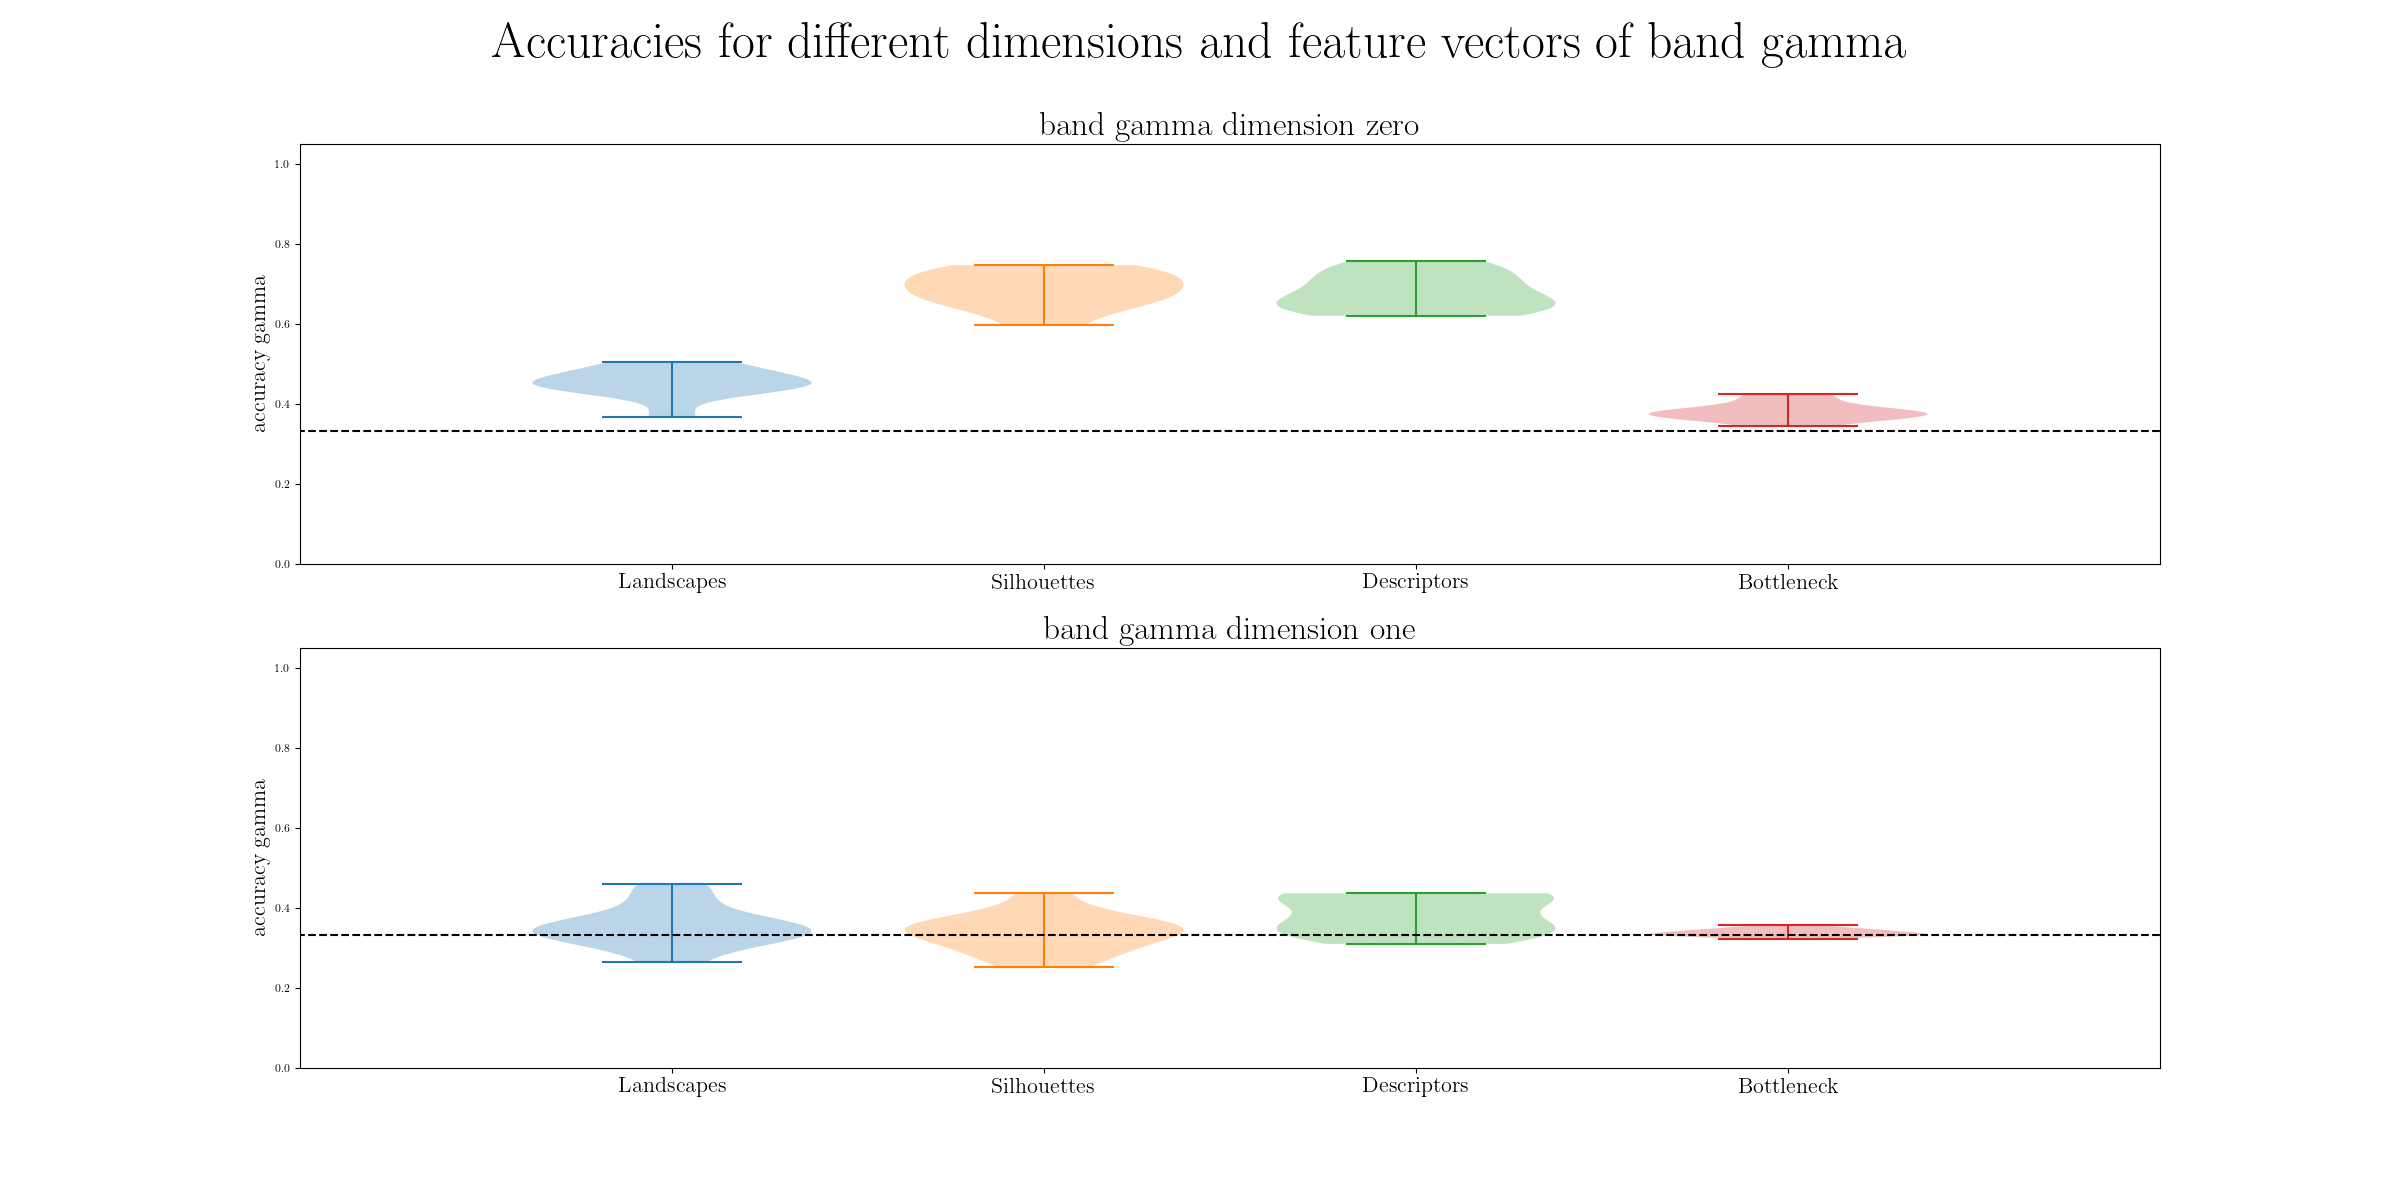 Accuracies for different dimensions and feature vectors of band gamma
band gamma dimension zero
accuracy gamma
1.0
0.8
0.6
0.4
0.2
0.0
Landscapes Silhouettes Descriptors Bottleneck
band gamma dimension one
accuracy gamma
1.0
0.8
0.6
0.4
0.2
0.0
Landscapes Silhouettes Descriptors Bottleneck